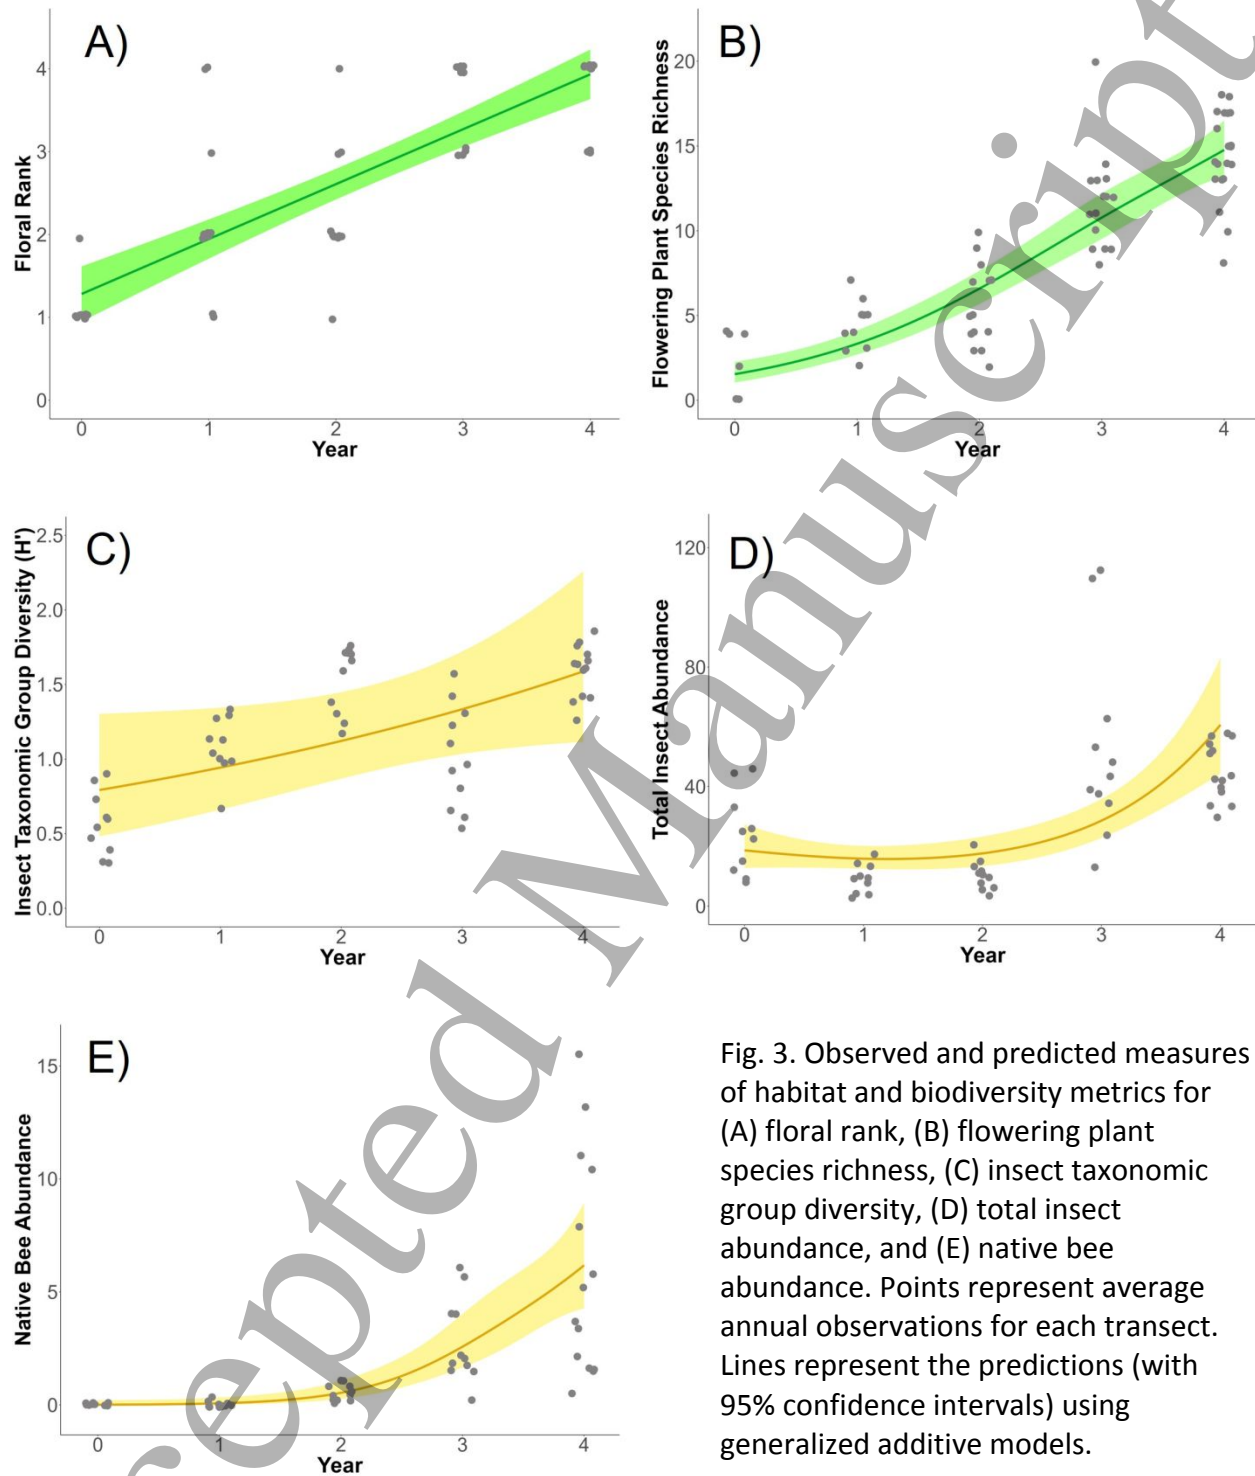 A)
Floral Rank
4
3
2
1
0
0 1 2 3 4
Year
B)
Flowering Plant Species Richness
20
15
10
5
0
0 1 2 3 4
Year
C)
Insect Taxonomic Group Diversity (H')
2.5
2.0
1.5
1.0
0.5
0.0
0 1 2 3 4
Year
D)
Total Insect Abundance
120
80
40
0
0 1 2 3 4
Year
E)
Native Bee Abundance
15
10
5
0
0 1 2 3 4
Year
Fig. 3. Observed and predicted measures
of habitat and biodiversity metrics for
(A) floral rank, (B) flowering plant
species richness, (C) insect taxonomic
group diversity, (D) total insect
abundance, and (E) native bee
abundance. Points represent average
annual observations for each transect.
Lines represent the predictions (with
95% confidence intervals) using
generalized additive models.
cepted Manuscript